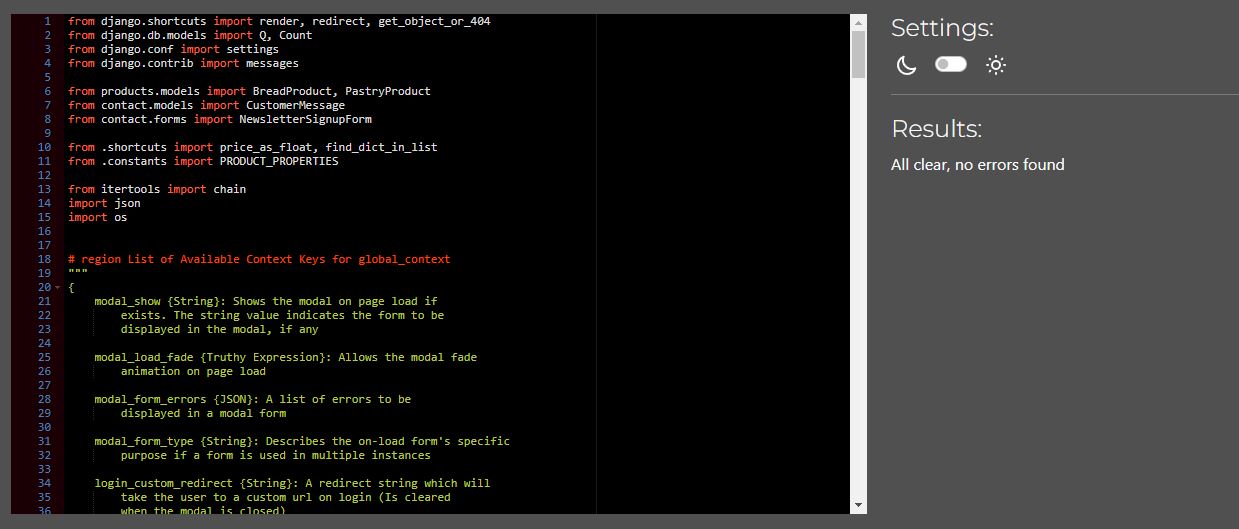 1 from django.shortcuts import render, redirect, get_object_or_404
2 from django.db.models import Q, Count
3 from django.conf import settings
4 from django.contrib import messages
5
6 from products.models import BreadProduct, PastryProduct
7 from contact.models import CustomerMessage
8 from contact.forms import NewsletterSignupForm
9
10 from .shortcuts import price_as_float, find_dict_in_list
11 from .constants import PRODUCT_PROPERTIES
12
13 from itertools import chain
14 import json
15 import os
16
17
18 # region List of Available Context Keys for global_context
19 """
20 {
21 modal_show {String}: Shows the modal on page load if
22 exists. The string value indicates the form to be
23 displayed in the modal, if any
24
25 modal_load_fade {Truthy Expression}: Allows the modal fade
26 animation on page load
27
28 modal_form_errors {JSON}: A list of errors to be
29 displayed in a modal form
30
31 modal_form_type {String}: Describes the on-load form's specific
32 purpose if a form is used in multiple instances
33
34 login_custom_redirect {String}: A redirect string which will
35 take the user to a custom url on login (Is cleared
36 when the modal is closed)
Settings:
Results:
All clear, no errors found